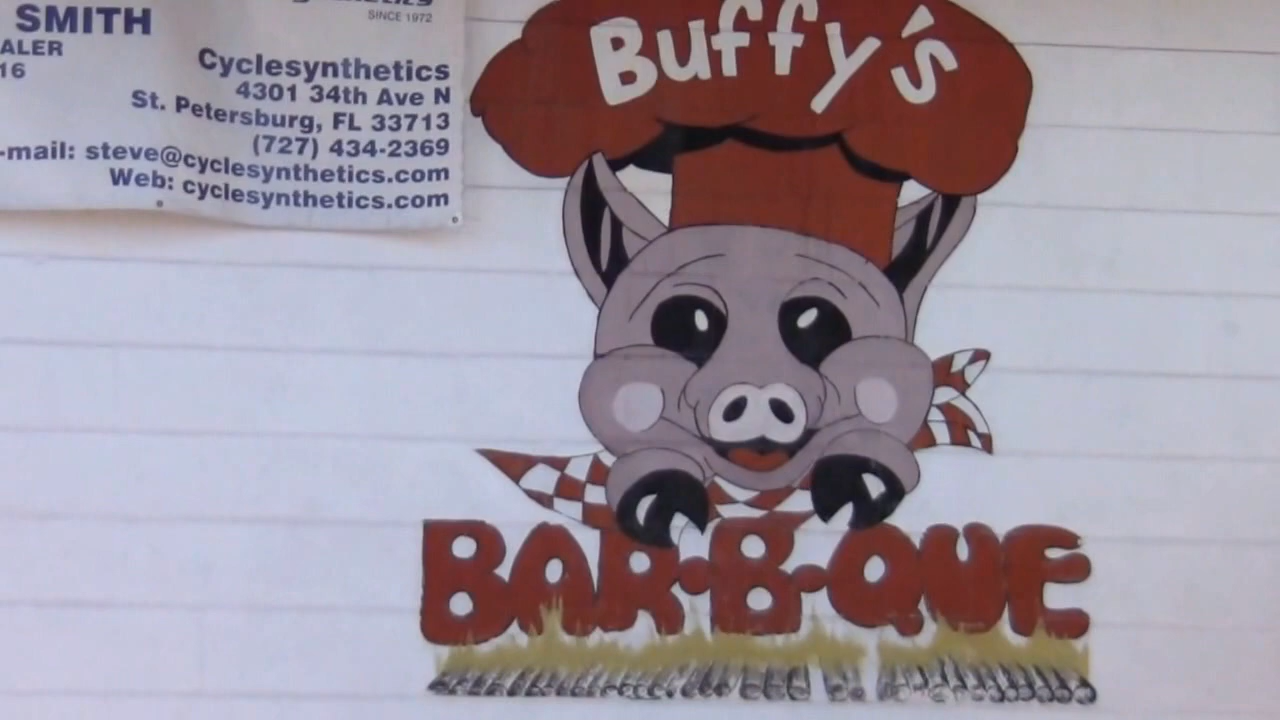 SINCE 1972
SMITH
ALER
16
Cyclesynthetics
4301 34th Ave N
St. Petersburg, FL 33713
(727) 434-2369
-mail: steve@cyclesynthetics.com
Web: cyclesynthetics.com
Buffy's
BAR-B-QUE